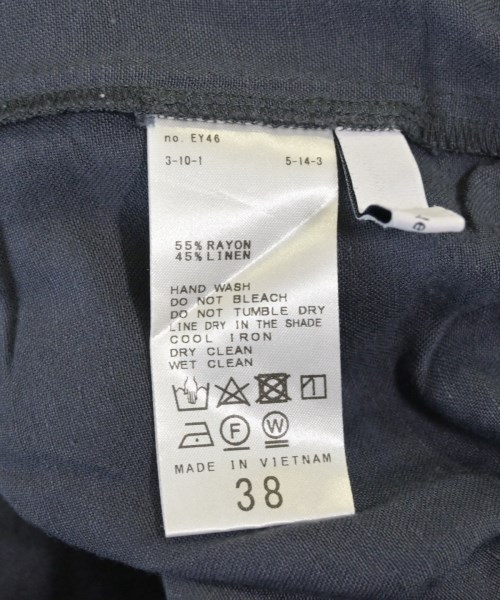 no. EY46
3-10-1 5-14-3
55% RAYON
45% LINEN
HAND WASH
DO NOT BLEACH
DO NOT TUMBLE DRY
LINE DRY IN THE SHADE
COOL IRON
DRY CLEAN
WET CLEAN
F W
MADE IN VIETNAM
38